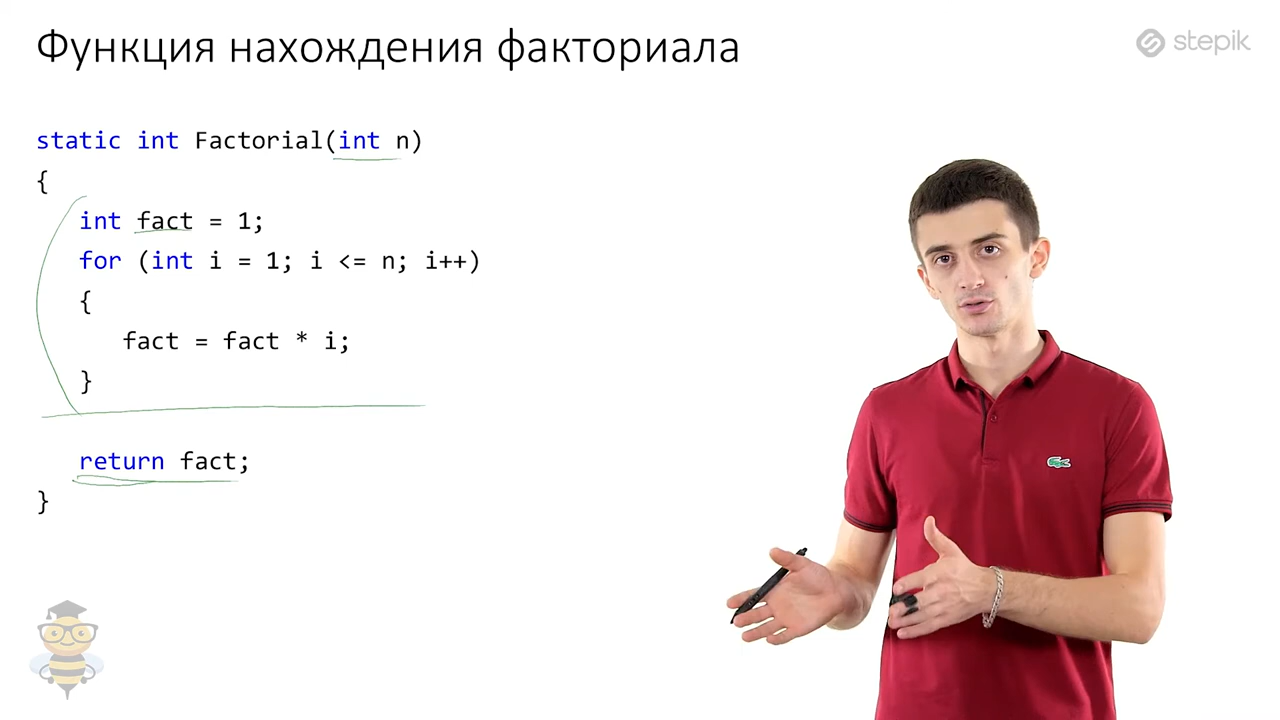 Функция нахождения факториала
stepik
static int Factorial(int n)
{
int fact = 1;
for (int i = 1; i <= n; i++)
{
fact = fact * i;
}
return fact;
}